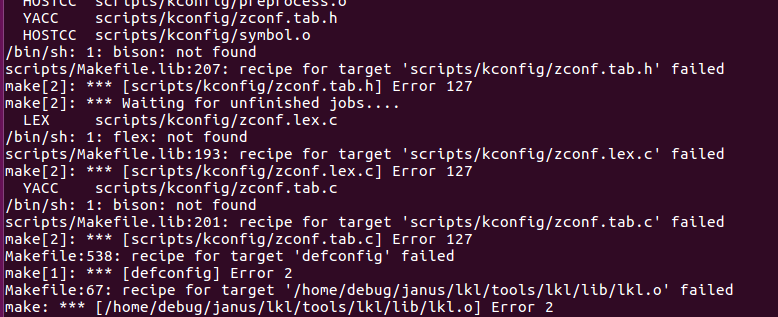 HOSTCC  scripts/kconfig/preprocess.o
YACC    scripts/kconfig/zconf.tab.h
HOSTCC  scripts/kconfig/symbol.o
/bin/sh: 1: bison: not found
scripts/Makefile.lib:207: recipe for target 'scripts/kconfig/zconf.tab.h' failed
make[2]: *** [scripts/kconfig/zconf.tab.h] Error 127
make[2]: *** Waiting for unfinished jobs....
LEX     scripts/kconfig/zconf.lex.c
/bin/sh: 1: flex: not found
scripts/Makefile.lib:193: recipe for target 'scripts/kconfig/zconf.lex.c' failed
make[2]: *** [scripts/kconfig/zconf.lex.c] Error 127
YACC    scripts/kconfig/zconf.tab.c
/bin/sh: 1: bison: not found
scripts/Makefile.lib:201: recipe for target 'scripts/kconfig/zconf.tab.c' failed
make[2]: *** [scripts/kconfig/zconf.tab.c] Error 127
Makefile:538: recipe for target 'defconfig' failed
make[1]: *** [defconfig] Error 2
Makefile:67: recipe for target '/home/debug/janus/lkl/tools/lkl/lib/lkl.o' failed
make: *** [/home/debug/janus/lkl/tools/lkl/lib/lkl.o] Error 2